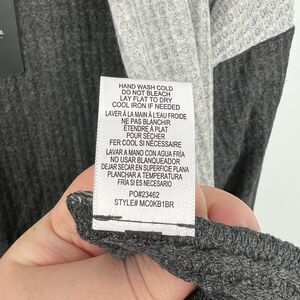 HAND WASH COLD
DO NOT BLEACH
LAY FLAT TO DRY
COOL IRON IF NEEDED
LAVER À LA MAIN À L'EAU FROIDE
NE PAS BLANCHIR
ÉTENDRE À PLAT
POUR SÉCHER
FER COOL SI NÉCESSAIRE
LAVAR A MANO CON AGUA FRÍA
NO USAR BLANQUEADOR
DEJAR SECAR EN SUPERFICIE PLANA
PLANCHAR A TEMPERATURA
FRÍA SI ES NECESARIO
PO#23462
STYLE# MC0KB1BR